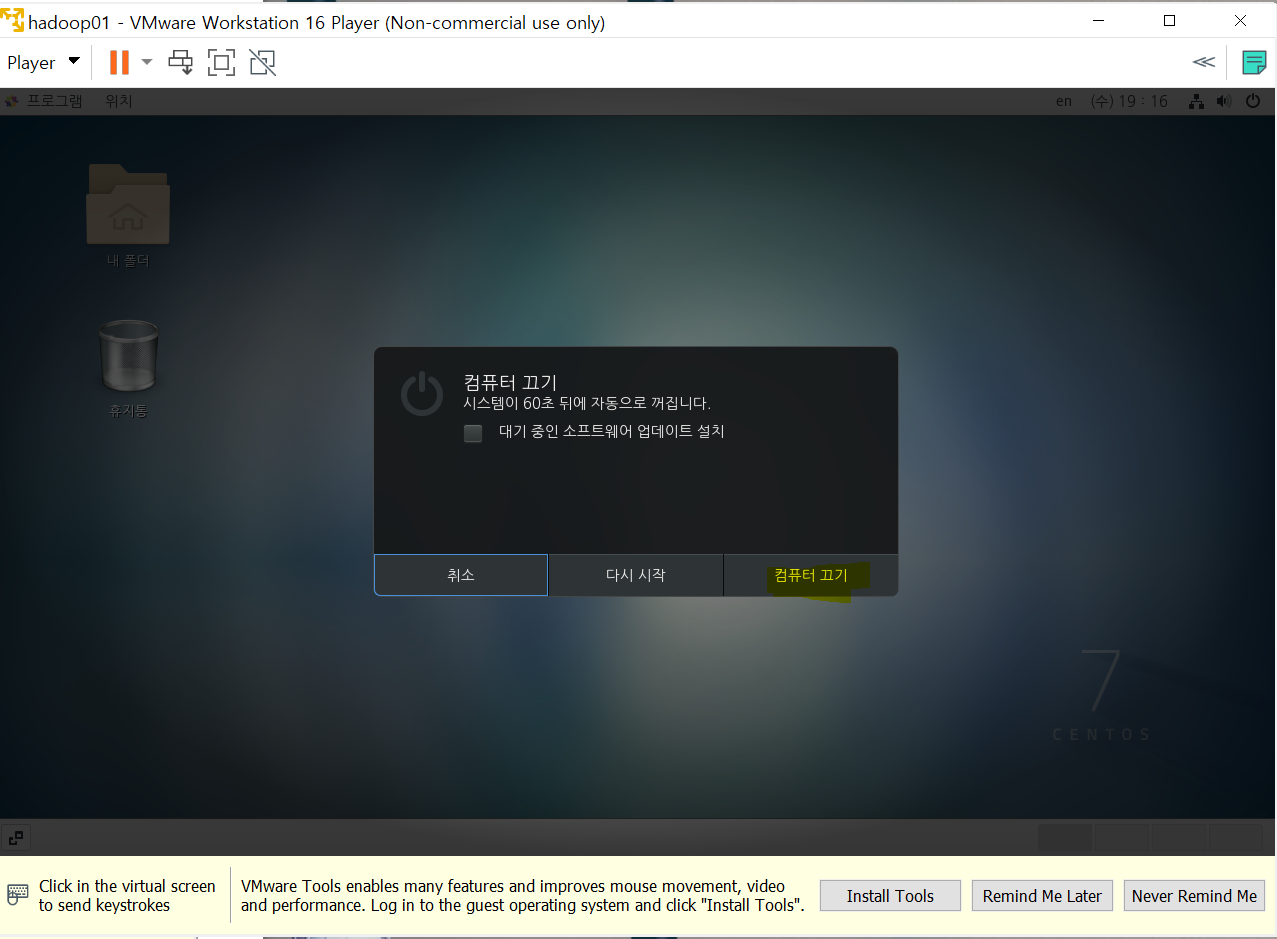 hadoop01 - VMware Workstation 16 Player (Non-commercial use only)
Player
프로그램 위치 en (수) 19 : 16
내 폴더
휴지통
컴퓨터 끄기
시스템이 60초 뒤에 자동으로 꺼집니다.
대기 중인 소프트웨어 업데이트 설치
취소 다시 시작 컴퓨터 끄기
7
CENTOS
Click in the virtual screen
to send keystrokes
VMware Tools enables many features and improves mouse movement, video
and performance. Log in to the guest operating system and click "Install Tools".
Install Tools Remind Me Later Never Remind Me